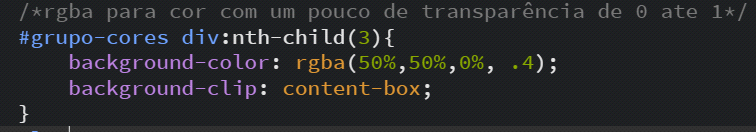 /*rgba para cor com um pouco de transparência de 0 ate 1*/
#grupo-cores div:nth-child(3){
    background-color: rgba(50%,50%,0%, .4);
    background-clip: content-box;
}